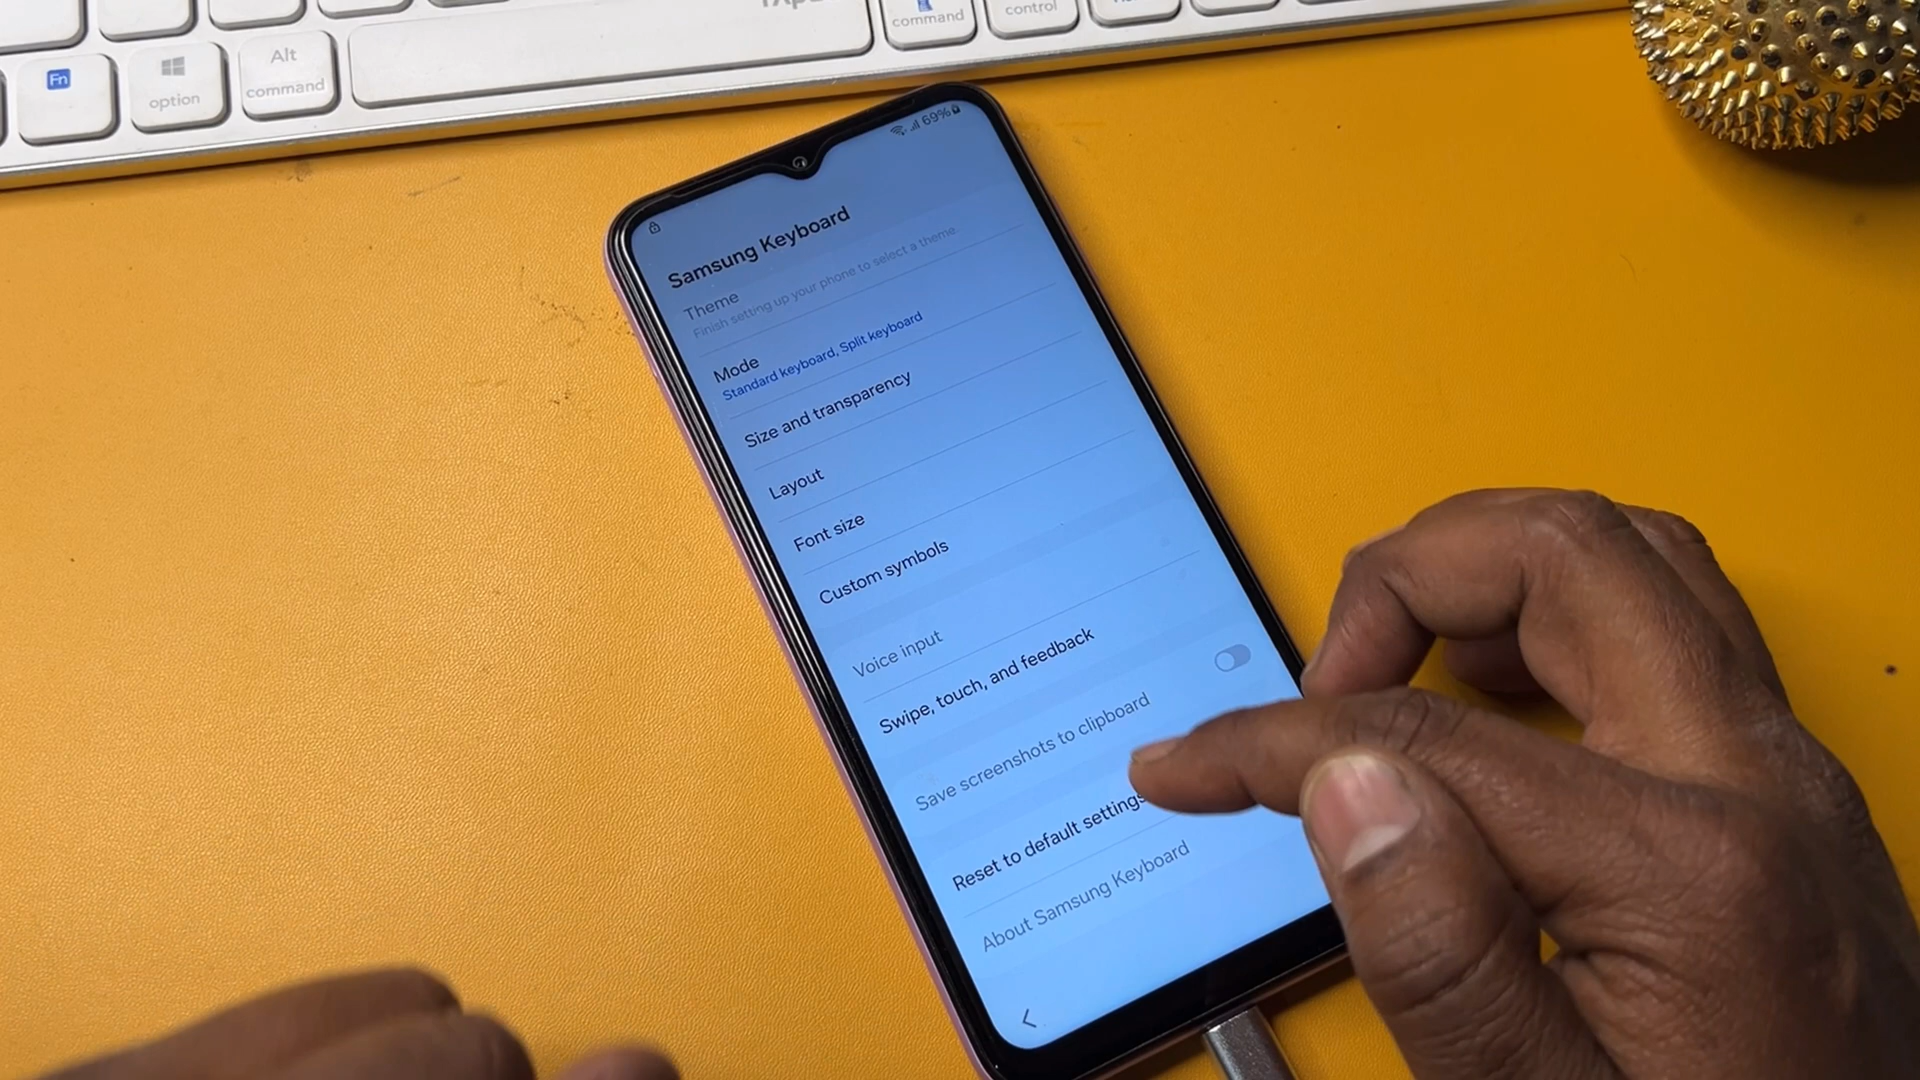 Fn
option
Alt
command
command
control
69%
Samsung Keyboard
Theme
Finish setting up your phone to select a theme
Mode
Standard keyboard, Split keyboard
Size and transparency
Layout
Font size
Custom symbols
Voice input
Swipe, touch, and feedback
Save screenshots to clipboard
Reset to default settings
About Samsung Keyboard